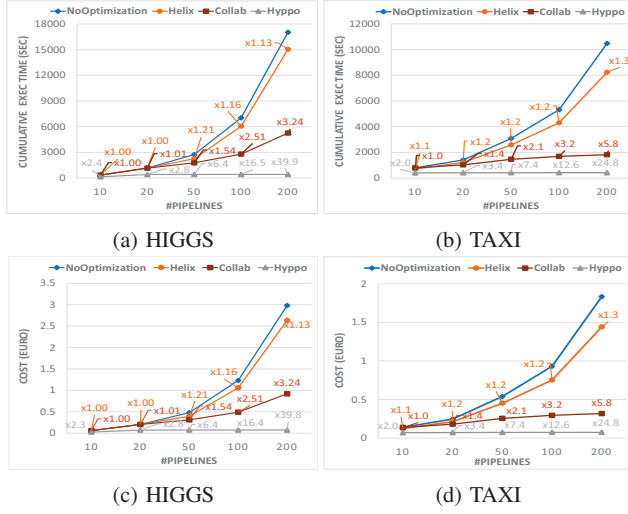 NoOptimization Helix Collab Hyppo
CUMULATIVE EXEC TIME (SEC)
18000
15000
12000
9000
6000
3000
0
x1.00
x1.00
x1.21
x1.16
x1.13
x2.4
x1.00
x1.01
x1.54
x2.51
x3.24
x2.8
x6.4
x16.5
x39.9
10 20 50 100 200
#PIPELINES
(a) HIGGS
NoOptimization Helix Collab Hyppo
CUMULATIVE EXEC TIME (SEC)
12000
10000
8000
6000
4000
2000
0
x1.1
x1.2
x1.2
x1.2
x1.3
x2.0
x1.0
x1.4
x2.1
x3.2
x5.8
x3.4
x7.4
x12.6
x24.8
10 20 50 100 200
#PIPELINES
(b) TAXI
NoOptimization Helix Collab Hyppo
COST (EURO)
3.5
3
2.5
2
1.5
1
0.5
0
x1.00
x1.00
x1.21
x1.16
x1.13
x2.3
x1.00
x1.01
x1.54
x2.51
x3.24
x2.8
x6.4
x16.4
x39.8
10 20 50 100 200
#PIPELINES
(c) HIGGS
NoOptimization Helix Collab Hyppo
COST (EURO)
2
1.5
1
0.5
0
x1.1
x1.2
x1.2
x1.2
x1.3
x2.0
x1.0
x1.4
x2.1
x3.2
x5.8
x3.4
x7.4
x12.6
x24.8
10 20 50 100 200
#PIPELINES
(d) TAXI